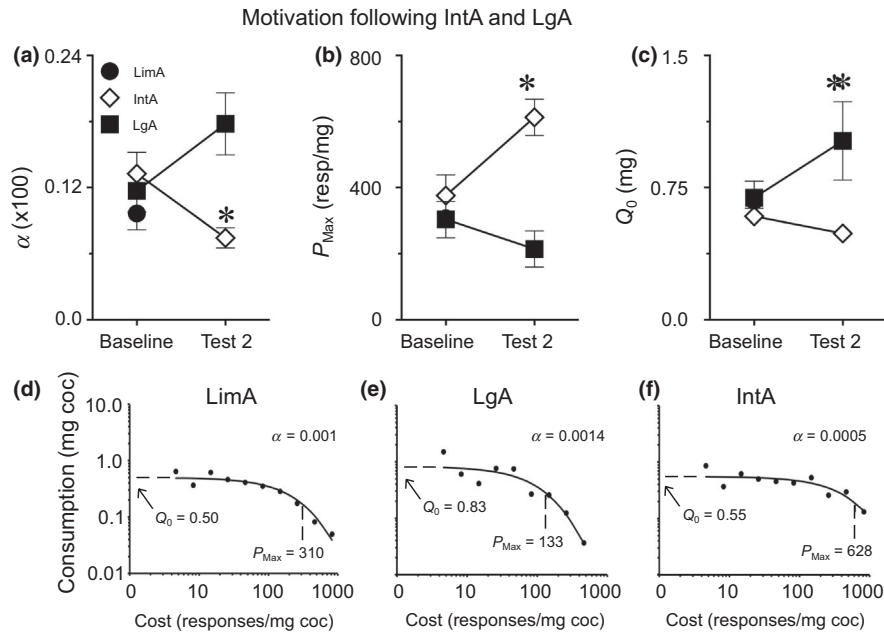 Motivation following IntA and LgA
(a)
0.24
0.12
0.0
α (x100)
LimA
IntA
LgA
*
Baseline Test 2
(b)
800
400
0
PMax (resp/mg)
*
Baseline Test 2
(c)
1.5
0.75
0
Q0 (mg)
**
Baseline Test 2
(d) LimA
Consumption (mg coc)
10.0
1.0
0.1
0.01
α = 0.001
Q0 = 0.50
PMax = 310
0 10 100 1000
Cost (responses/mg coc)
(e) LgA
α = 0.0014
Q0 = 0.83
PMax = 133
0 10 100 1000
Cost (responses/mg coc)
(f) IntA
α = 0.0005
Q0 = 0.55
PMax = 628
0 10 100 1000
Cost (responses/mg coc)